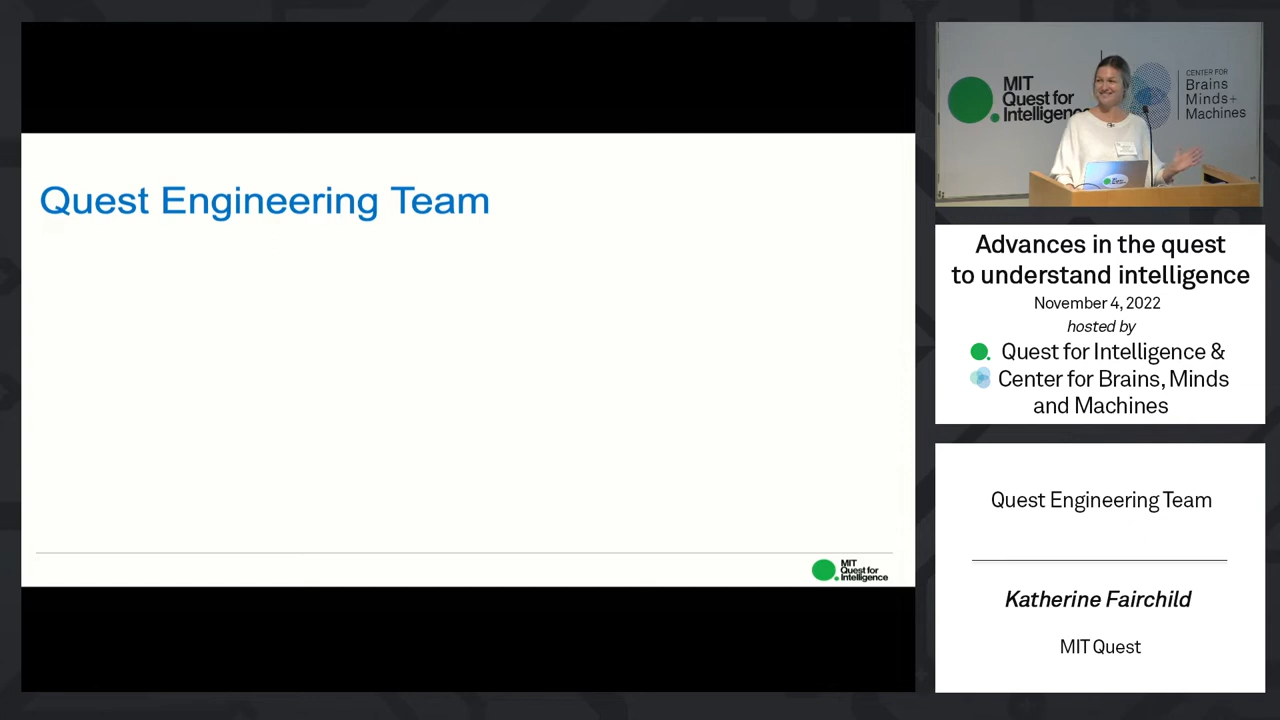 Quest Engineering Team
MIT
Quest for
Intelligence
MIT
Quest for
Intelligence
CENTER FOR
Brains
Minds+
Machines
Advances in the quest
to understand intelligence
November 4, 2022
hosted by
Quest for Intelligence &
Center for Brains, Minds
and Machines
Quest Engineering Team
Katherine Fairchild
MIT Quest